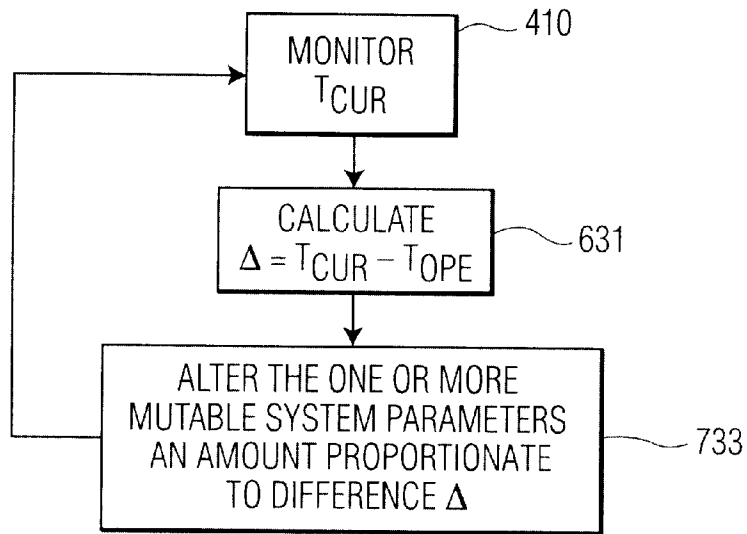 MONITOR
TCUR
410
CALCULATE
Δ = TCUR – TOPE
631
ALTER THE ONE OR MORE
MUTABLE SYSTEM PARAMETERS
AN AMOUNT PROPORTIONATE
TO DIFFERENCE Δ
733